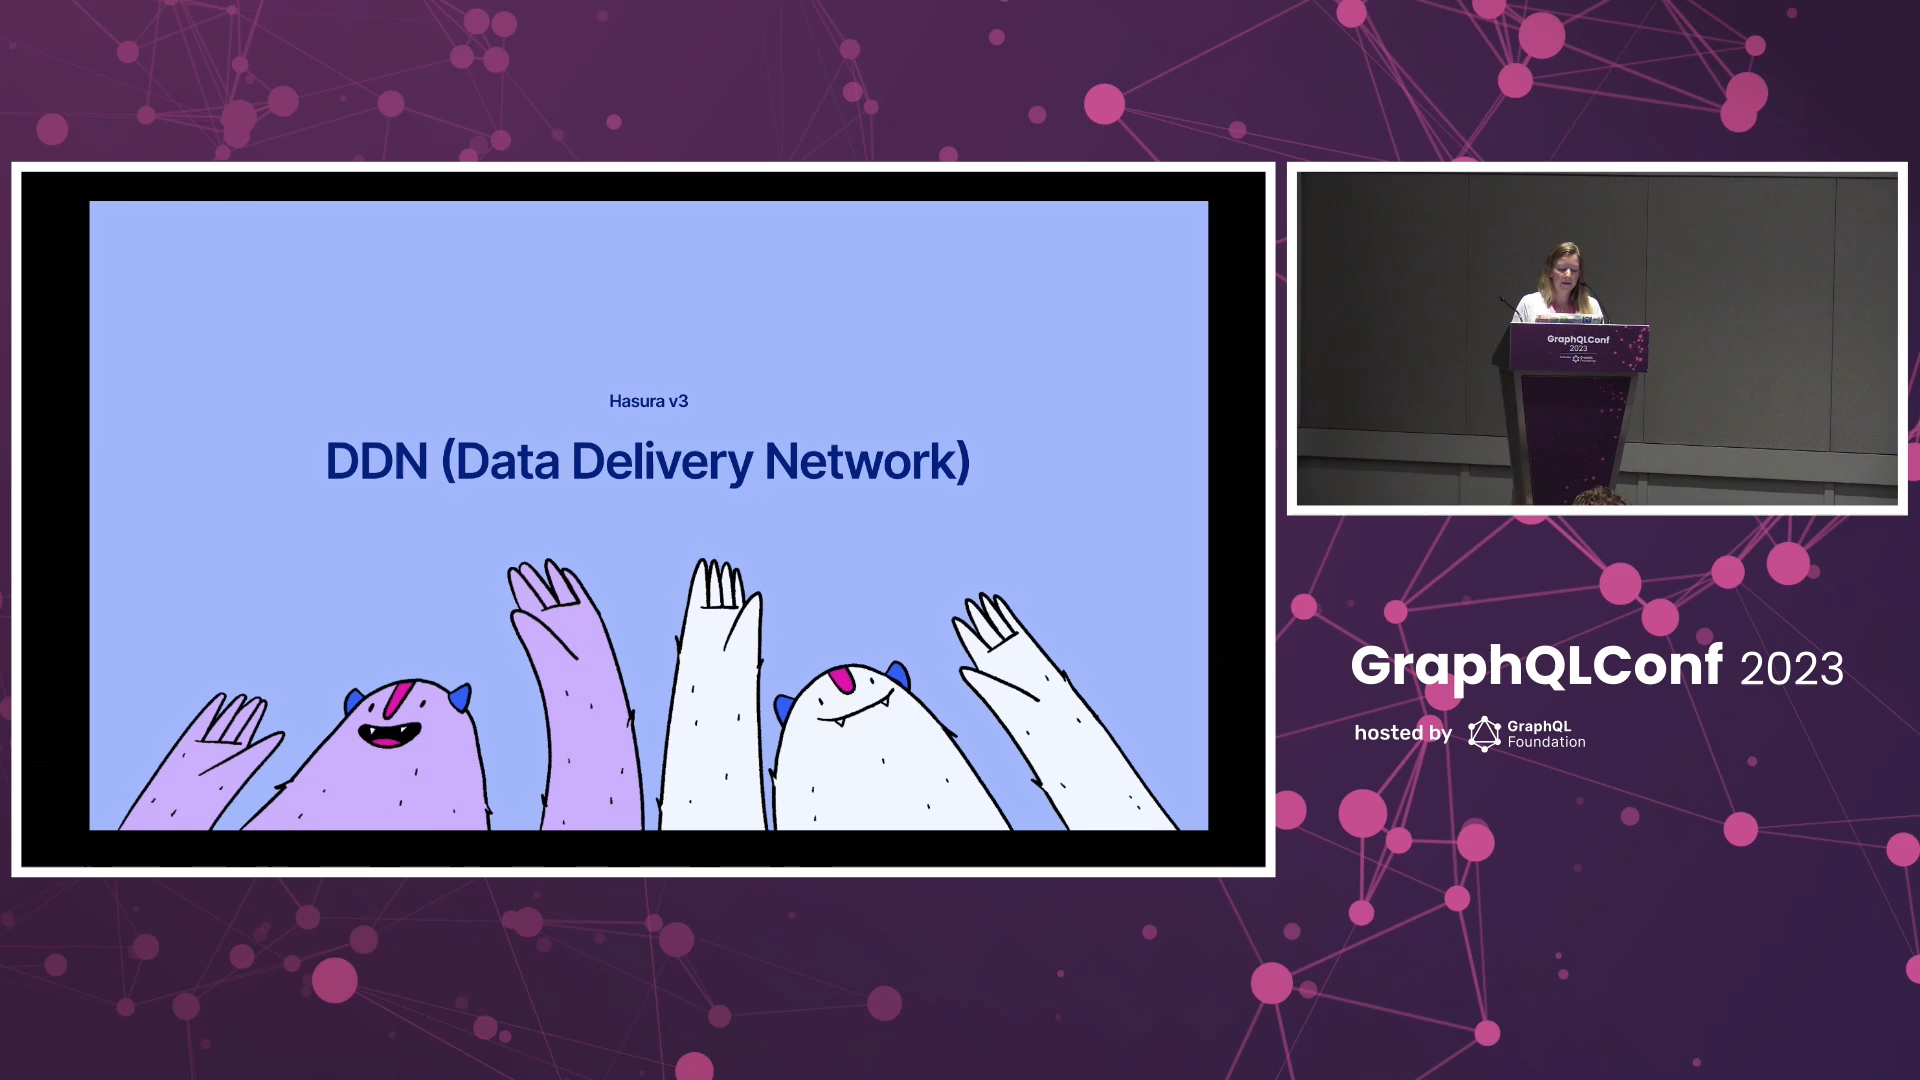 Hasura v3
DDN (Data Delivery Network)
GraphQLConf
2023
GraphQLConf 2023
hosted by GraphQL
Foundation